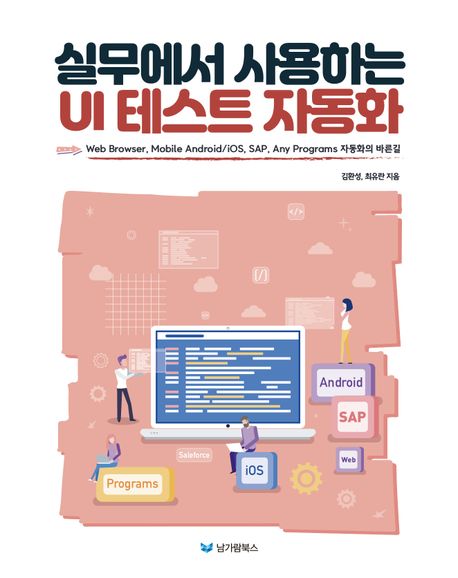 실무에서 사용하는
UI 테스트 자동화
Web Browser, Mobile Android/iOS, SAP, Any Programs 자동화의 바른길
김환성, 최유란 지음
</>
{/}
Android
SAP
Web
Saleforce
iOS
Programs
남가람북스